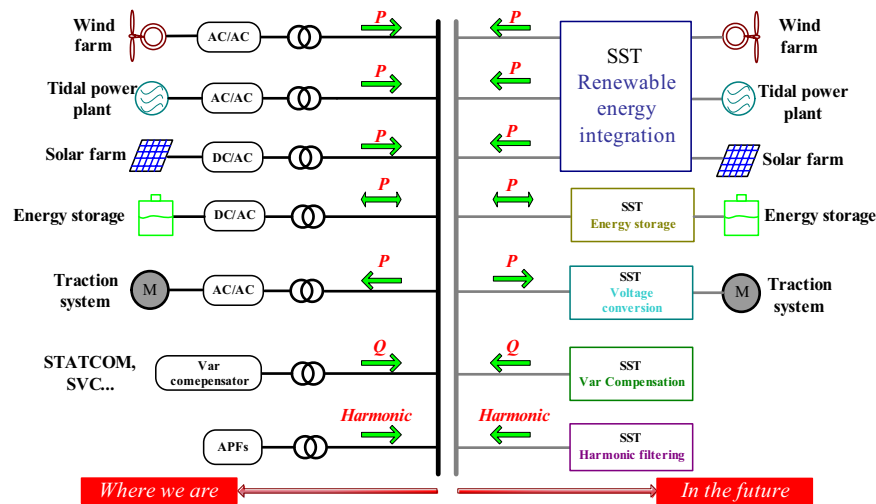 Wind
farm
AC/AC
P
P
SST
Renewable
energy
integration
Wind
farm
Tidal power
plant
AC/AC
P
P
Tidal power
plant
Solar farm
DC/AC
P
P
Solar farm
Energy storage
DC/AC
P
P
SST
Energy storage
Energy storage
Traction
system
M
AC/AC
P
P
SST
Voltage
conversion
M
Traction
system
STATCOM,
SVC...
Var
comepensator
Q
Q
SST
Var Compensation
APFs
Harmonic
Harmonic
SST
Harmonic filtering
Where we are
In the future